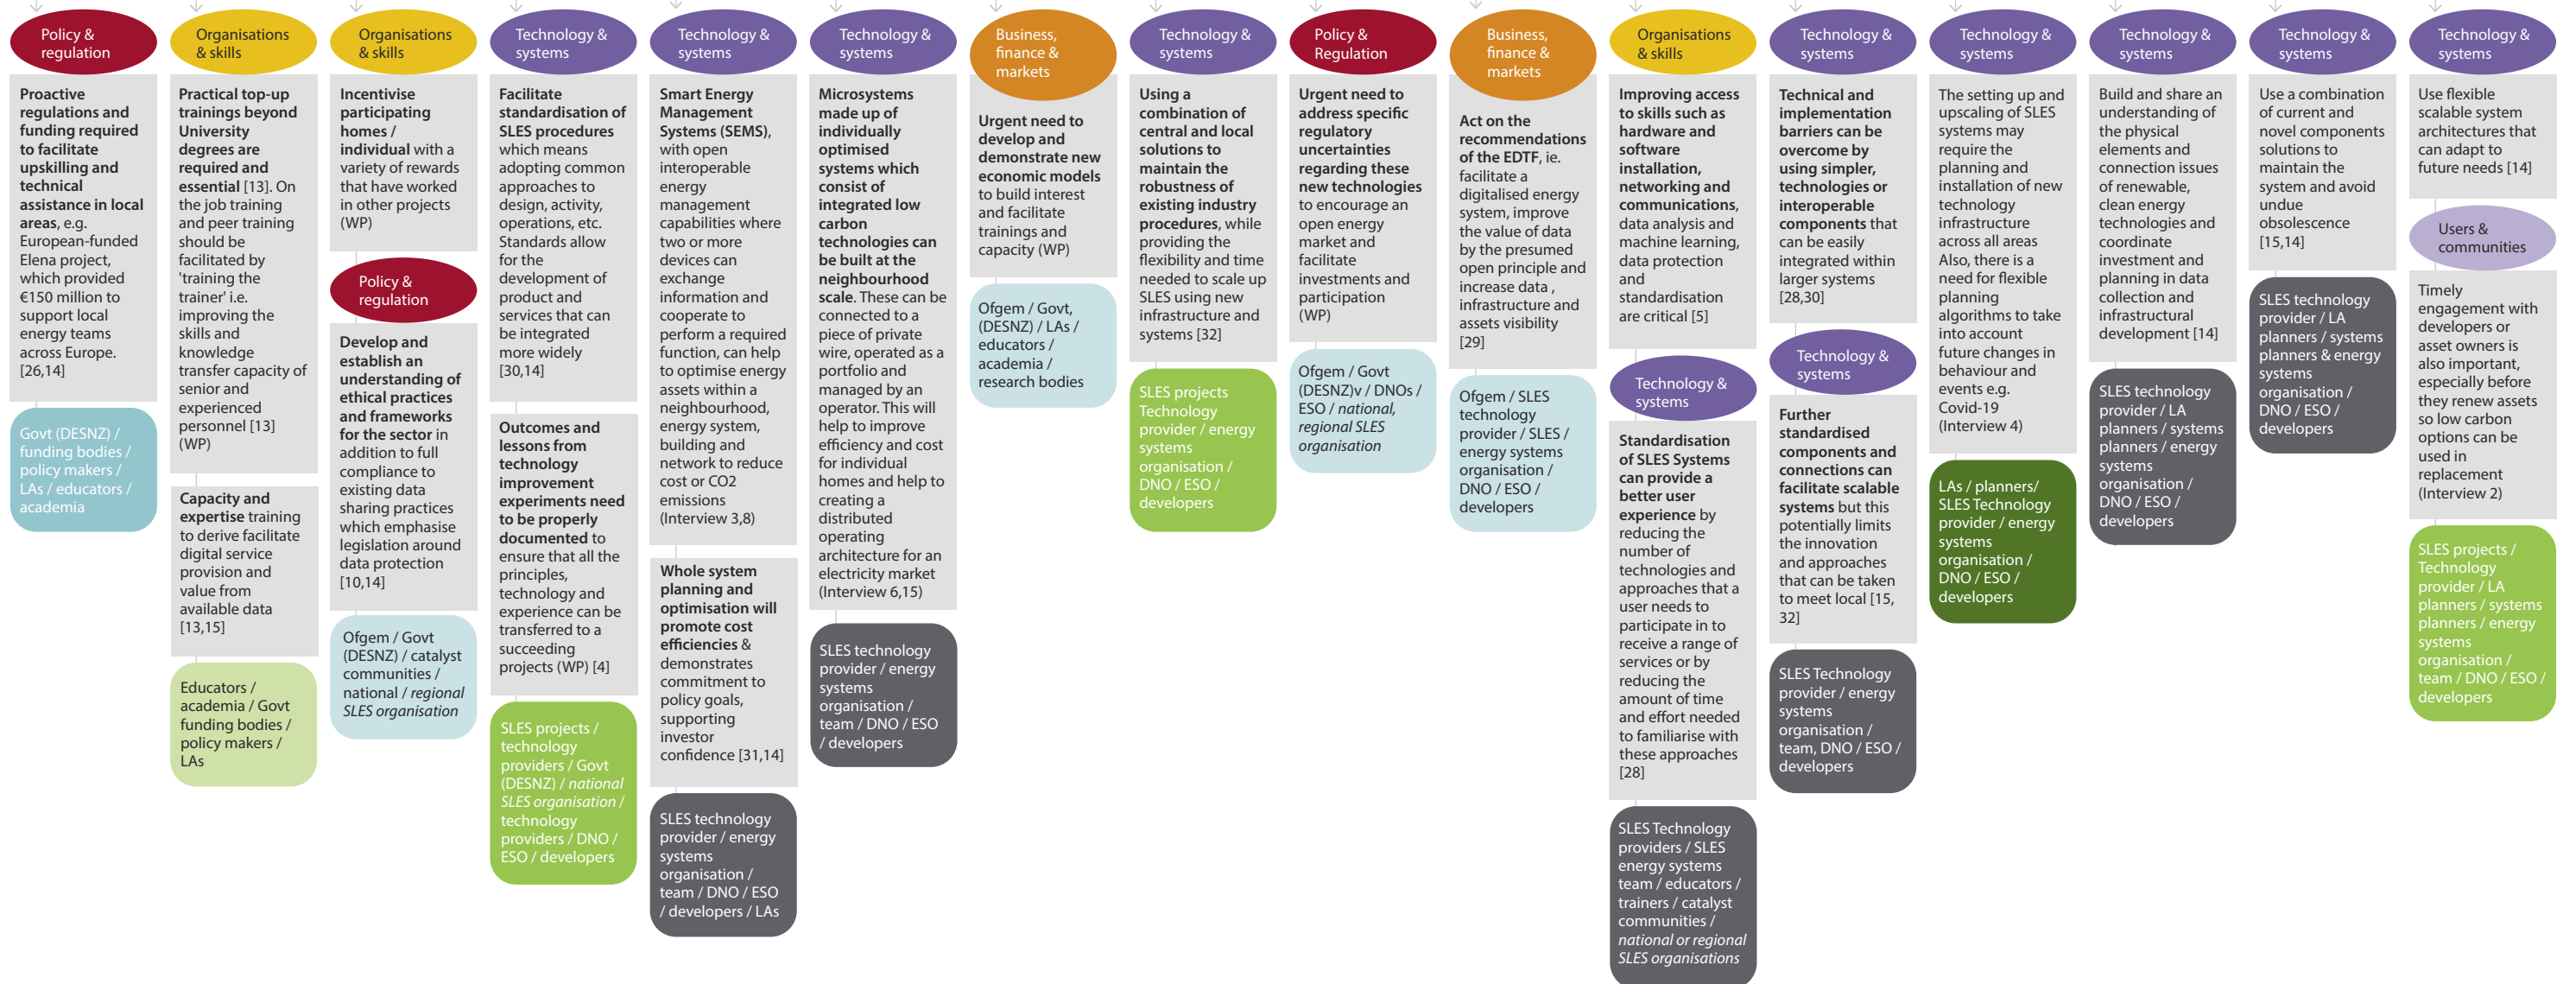 Policy &
regulation
Proactive
regulations and
funding required
to facilitate
upskilling and
technical
assistance in local
areas, e.g.
European-funded
Elena project,
which provided
€150 million to
support local
energy teams
across Europe.
[26,14]
Govt (DESNZ) /
funding bodies /
policy makers /
LAs / educators /
academia
Organisations
& skills
Practical top-up
trainings beyond
University
degrees are
required and
essential [13]. On
the job training
and peer training
should be
facilitated by
'training the
trainer' i.e.
improving the
skills and
knowledge
transfer capacity of
senior and
experienced
personnel [13]
(WP)
Capacity and
expertise training
to derive facilitate
digital service
provision and
value from
available data
[13,15]
Educators /
academia / Govt
funding bodies /
policy makers /
LAs
Organisations
& skills
Incentivise
participating
homes /
individual with a
variety of rewards
that have worked
in other projects
(WP)
Policy &
regulation
Develop and
establish an
understanding of
ethical practices
and frameworks
for the sector in
addition to full
compliance to
existing data
sharing practices
which emphasise
legislation around
data protection
[10,14]
Ofgem / Govt
(DESNZ) / catalyst
communities /
national / regional
SLES organisation
Technology &
systems
Facilitate
standardisation of
SLES procedures
which means
adopting common
approaches to
design, activity,
operations, etc.
Standards allow
for the
development of
product and
services that can
be integrated
more widely
[30,14]
Outcomes and
lessons from
technology
improvement
experiments need
to be properly
documented to
ensure that all the
principles,
technology and
experience can be
transferred to a
succeeding
projects (WP) [4]
SLES projects /
technology
providers / Govt
(DESNZ) / national
SLES organisation /
technology
providers / DNO /
ESO / developers
Technology &
systems
Smart Energy
Management
Systems (SEMS),
with open
interoperable
energy
management
capabilities where
two or more
devices can
exchange
information and
cooperate to
perform a required
function, can help
to optimise energy
assets within a
neighbourhood,
energy system,
building and
network to reduce
cost or CO2
emissions
(Interview 3,8)
Whole system
planning and
optimisation will
promote cost
efficiencies &
demonstrates
commitment to
policy goals,
supporting
investor
confidence [31,14]
SLES technology
provider / energy
systems
organisation /
team / DNO / ESO
/ developers / LAs
Technology &
systems
Microsystems
made up of
individually
optimised
systems which
consist of
integrated low
carbon
technologies can
be built at the
neighbourhood
scale. These can be
connected to a
piece of private
wire, operated as a
portfolio and
managed by an
operator. This will
help to improve
efficiency and cost
for individual
homes and help to
creating a
distributed
operating
architecture for an
electricity market
(Interview 6,15)
SLES technology
provider / energy
systems
organisation /
team / DNO / ESO
/ developers
Business,
finance &
markets
Urgent need to
develop and
demonstrate new
economic models
to build interest
and facilitate
trainings and
capacity (WP)
Ofgem / Govt,
(DESNZ) / LAs /
educators /
academia /
research bodies
Technology &
systems
Using a
combination of
central and local
solutions to
maintain the
robustness of
existing industry
procedures, while
providing the
flexibility and time
needed to scale up
SLES using new
infrastructure and
systems [32]
SLES projects
Technology
provider / energy
systems
organisation /
DNO / ESO /
developers
Policy &
Regulation
Urgent need to
address specific
regulatory
uncertainties
regarding these
new technologies
to encourage an
open energy
market and
facilitate
investments and
participation
(WP)
Ofgem / Govt
(DESNZ)v / DNOs /
ESO / national,
regional SLES
organisation
Business,
finance &
markets
Act on the
recommendations
of the EDTF, ie.
facilitate a
digitalised energy
system, improve
the value of data
by the presumed
open principle and
increase data ,
infrastructure and
assets visibility
[29]
Ofgem / SLES
technology
provider / SLES /
energy systems
organisation /
DNO / ESO /
developers
Organisations
& skills
Improving access
to skills such as
hardware and
software
installation,
networking and
communications,
data analysis and
machine learning,
data protection
and
standardisation
are critical [5]
Technology &
systems
Standardisation
of SLES Systems
can provide a
better user
experience by
reducing the
number of
technologies and
approaches that a
user needs to
participate in to
receive a range of
services or by
reducing the
amount of time
and effort needed
to familiarise with
these approaches
[28]
SLES Technology
providers / SLES
energy systems
team / educators /
trainers / catalyst
communities /
national or regional
SLES organisations
Technology &
systems
Technical and
implementation
barriers can be
overcome by
using simpler,
technologies or
interoperable
components that
can be easily
integrated within
larger systems
[28,30]
Technology &
systems
Further
standardised
components and
connections can
facilitate scalable
systems but this
potentially limits
the innovation
and approaches
that can be taken
to meet local [15,
32]
SLES Technology
provider / energy
systems
organisation /
team, DNO / ESO /
developers
Technology &
systems
The setting up and
upscaling of SLES
systems may
require the
planning and
installation of new
technology
infrastructure
across all areas
Also, there is a
need for flexible
planning
algorithms to take
into account
future changes in
behaviour and
events e.g.
Covid-19
(Interview 4)
LAs / planners/
SLES Technology
provider / energy
systems
organisation /
DNO / ESO /
developers
Technology &
systems
Build and share an
understanding of
the physical
elements and
connection issues
of renewable,
clean energy
technologies and
coordinate
investment and
planning in data
collection and
infrastructural
development [14]
SLES technology
provider / LA
planners / systems
planners / energy
systems
organisation /
DNO / ESO /
developers
Technology &
systems
Use a combination
of current and
novel components
solutions to
maintain the
system and avoid
undue
obsolescence
[15,14]
SLES technology
provider / LA
planners / systems
planners & energy
systems
organisation /
DNO / ESO /
developers
Technology &
systems
Use flexible
scalable system
architectures that
can adapt to
future needs [14]
Users &
communities
Timely
engagement with
developers or
asset owners is
also important,
especially before
they renew assets
so low carbon
options can be
used in
replacement
(Interview 2)
SLES projects /
Technology
provider / LA
planners / systems
planners / energy
systems
organisation /
team / DNO / ESO /
developers